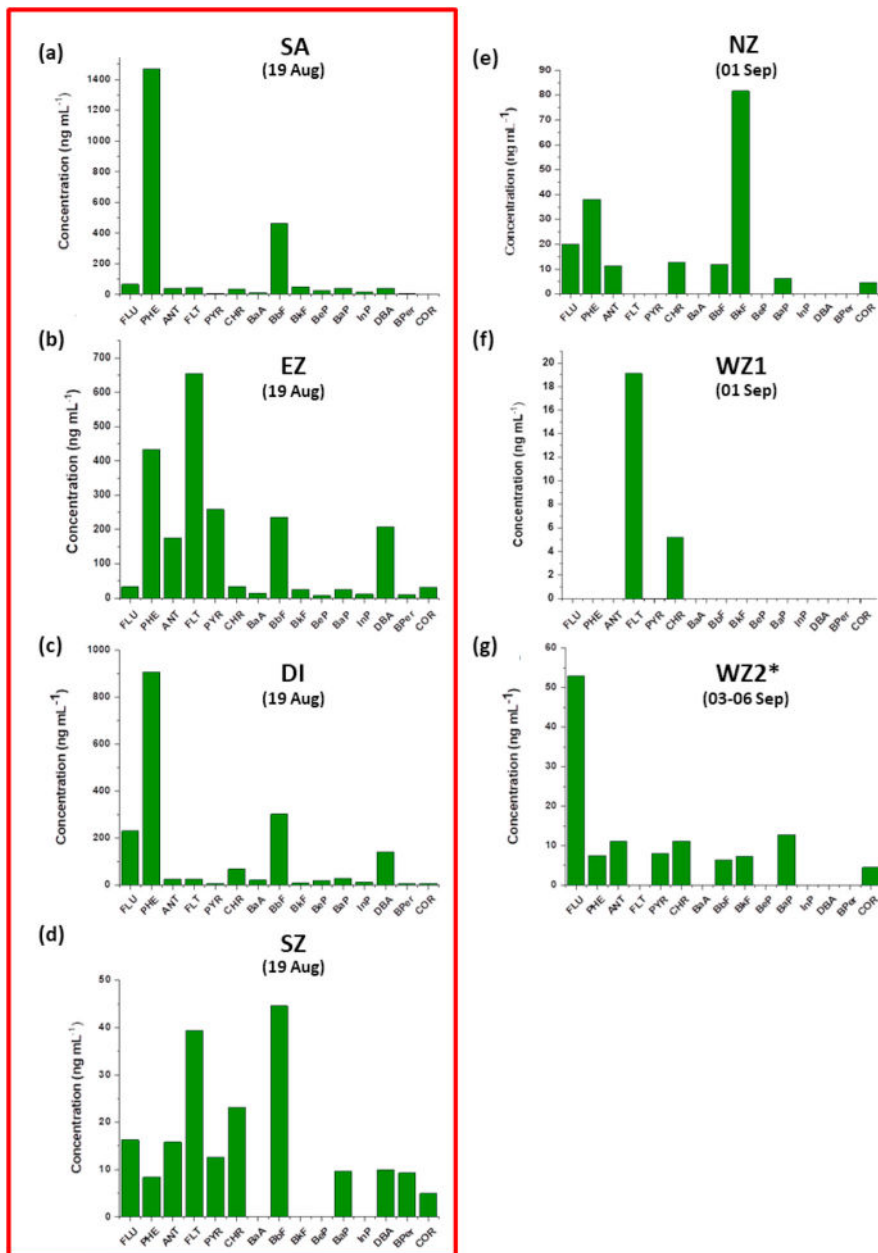 (a)
SA
(19 Aug)
Concentration (ng mL⁻¹)
1400
1200
1000
800
600
400
200
0
FLU PHE ANT FLT PYR CHR BaA BbF BkF BeP BaP InP DBA BPer COR
(b)
EZ
(19 Aug)
Concentration (ng mL⁻¹)
700
600
500
400
300
200
100
0
FLU PHE ANT FLT PYR CHR BaA BbF BkF BeP BaP InP DBA BPer COR
(c)
DI
(19 Aug)
Concentration (ng mL⁻¹)
1000
800
600
400
200
0
FLU PHE ANT FLT PYR CHR BaA BbF BkF BeP BaP InP DBA BPer COR
(d)
SZ
(19 Aug)
Concentration (ng mL⁻¹)
50
40
30
20
10
0
FLU PHE ANT FLT PYR CHR BaA BbF BkF BeP BaP InP DBA BPer COR
(e)
NZ
(01 Sep)
Concentration (ng mL⁻¹)
90
80
70
60
50
40
30
20
10
0
FLU PHE ANT FLT PYR CHR BaA BbF BkF BeP BaP InP DBA BPer COR
(f)
WZ1
(01 Sep)
Concentration (ng mL⁻¹)
20
18
16
14
12
10
8
6
4
2
0
FLU PHE ANT FLT PYR CHR BaA BbF BkF BeP BaP InP DBA BPer COR
(g)
WZ2*
(03-06 Sep)
Concentration (ng mL⁻¹)
60
50
40
30
20
10
0
FLU PHE ANT FLT PYR CHR BaA BbF BkF BeP BaP InP DBA BPer COR